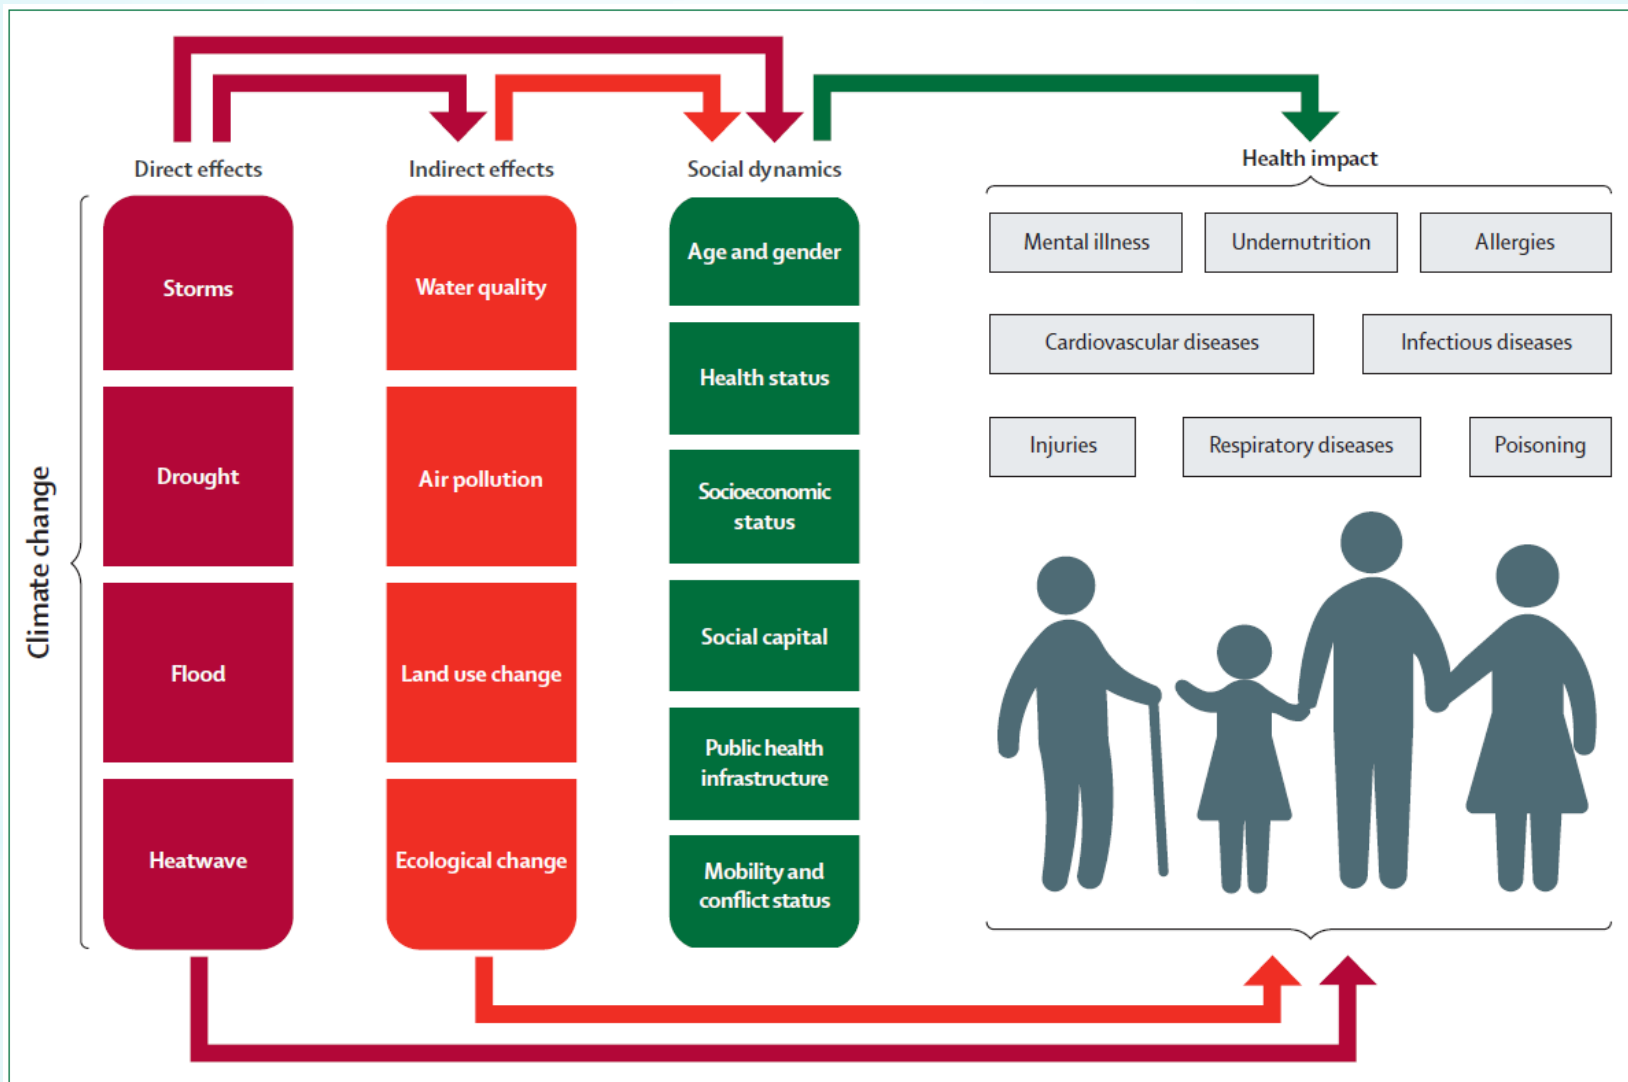 Direct effects
Indirect effects
Social dynamics
Health impact
Climate change
Storms
Drought
Flood
Heatwave
Water quality
Air pollution
Land use change
Ecological change
Age and gender
Health status
Socioeconomic
status
Social capital
Public health
infrastructure
Mobility and
conflict status
Mental illness
Undernutrition
Allergies
Cardiovascular diseases
Infectious diseases
Injuries
Respiratory diseases
Poisoning